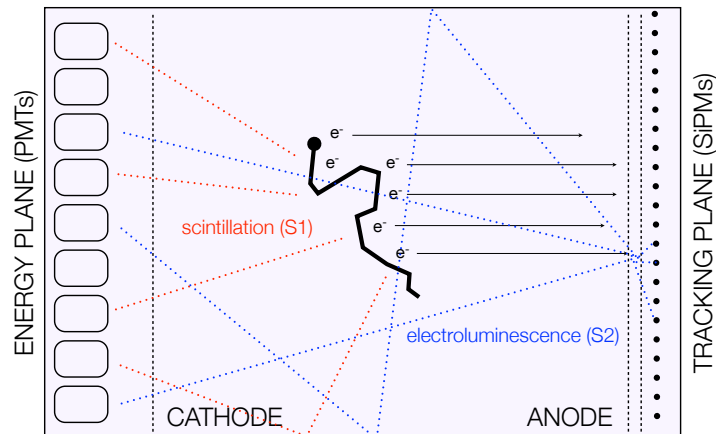 ENERGY PLANE (PMTs)
e-
e-
e-
e-
e-
e-
scintillation (S1)
electroluminescence (S2)
CATHODE
ANODE
TRACKING PLANE (SiPMs)